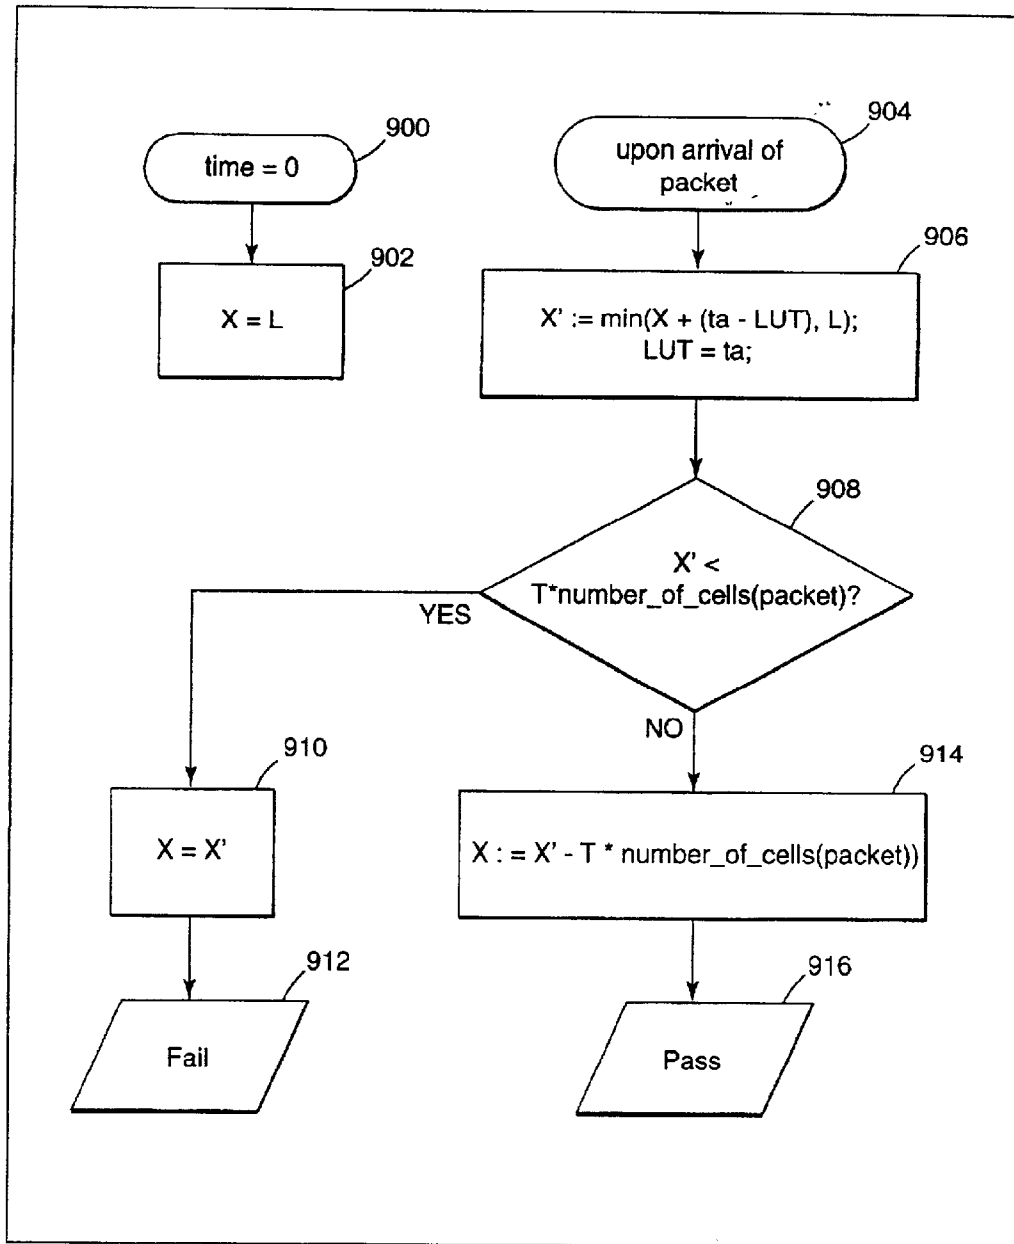 900
time = 0
902
X = L
904
upon arrival of
packet
906
X' := min(X + (ta - LUT), L);
LUT = ta;
908
X' <
T*number_of_cells(packet)?
YES
NO
910
X = X'
912
Fail
914
X : = X' - T * number_of_cells(packet))
916
Pass